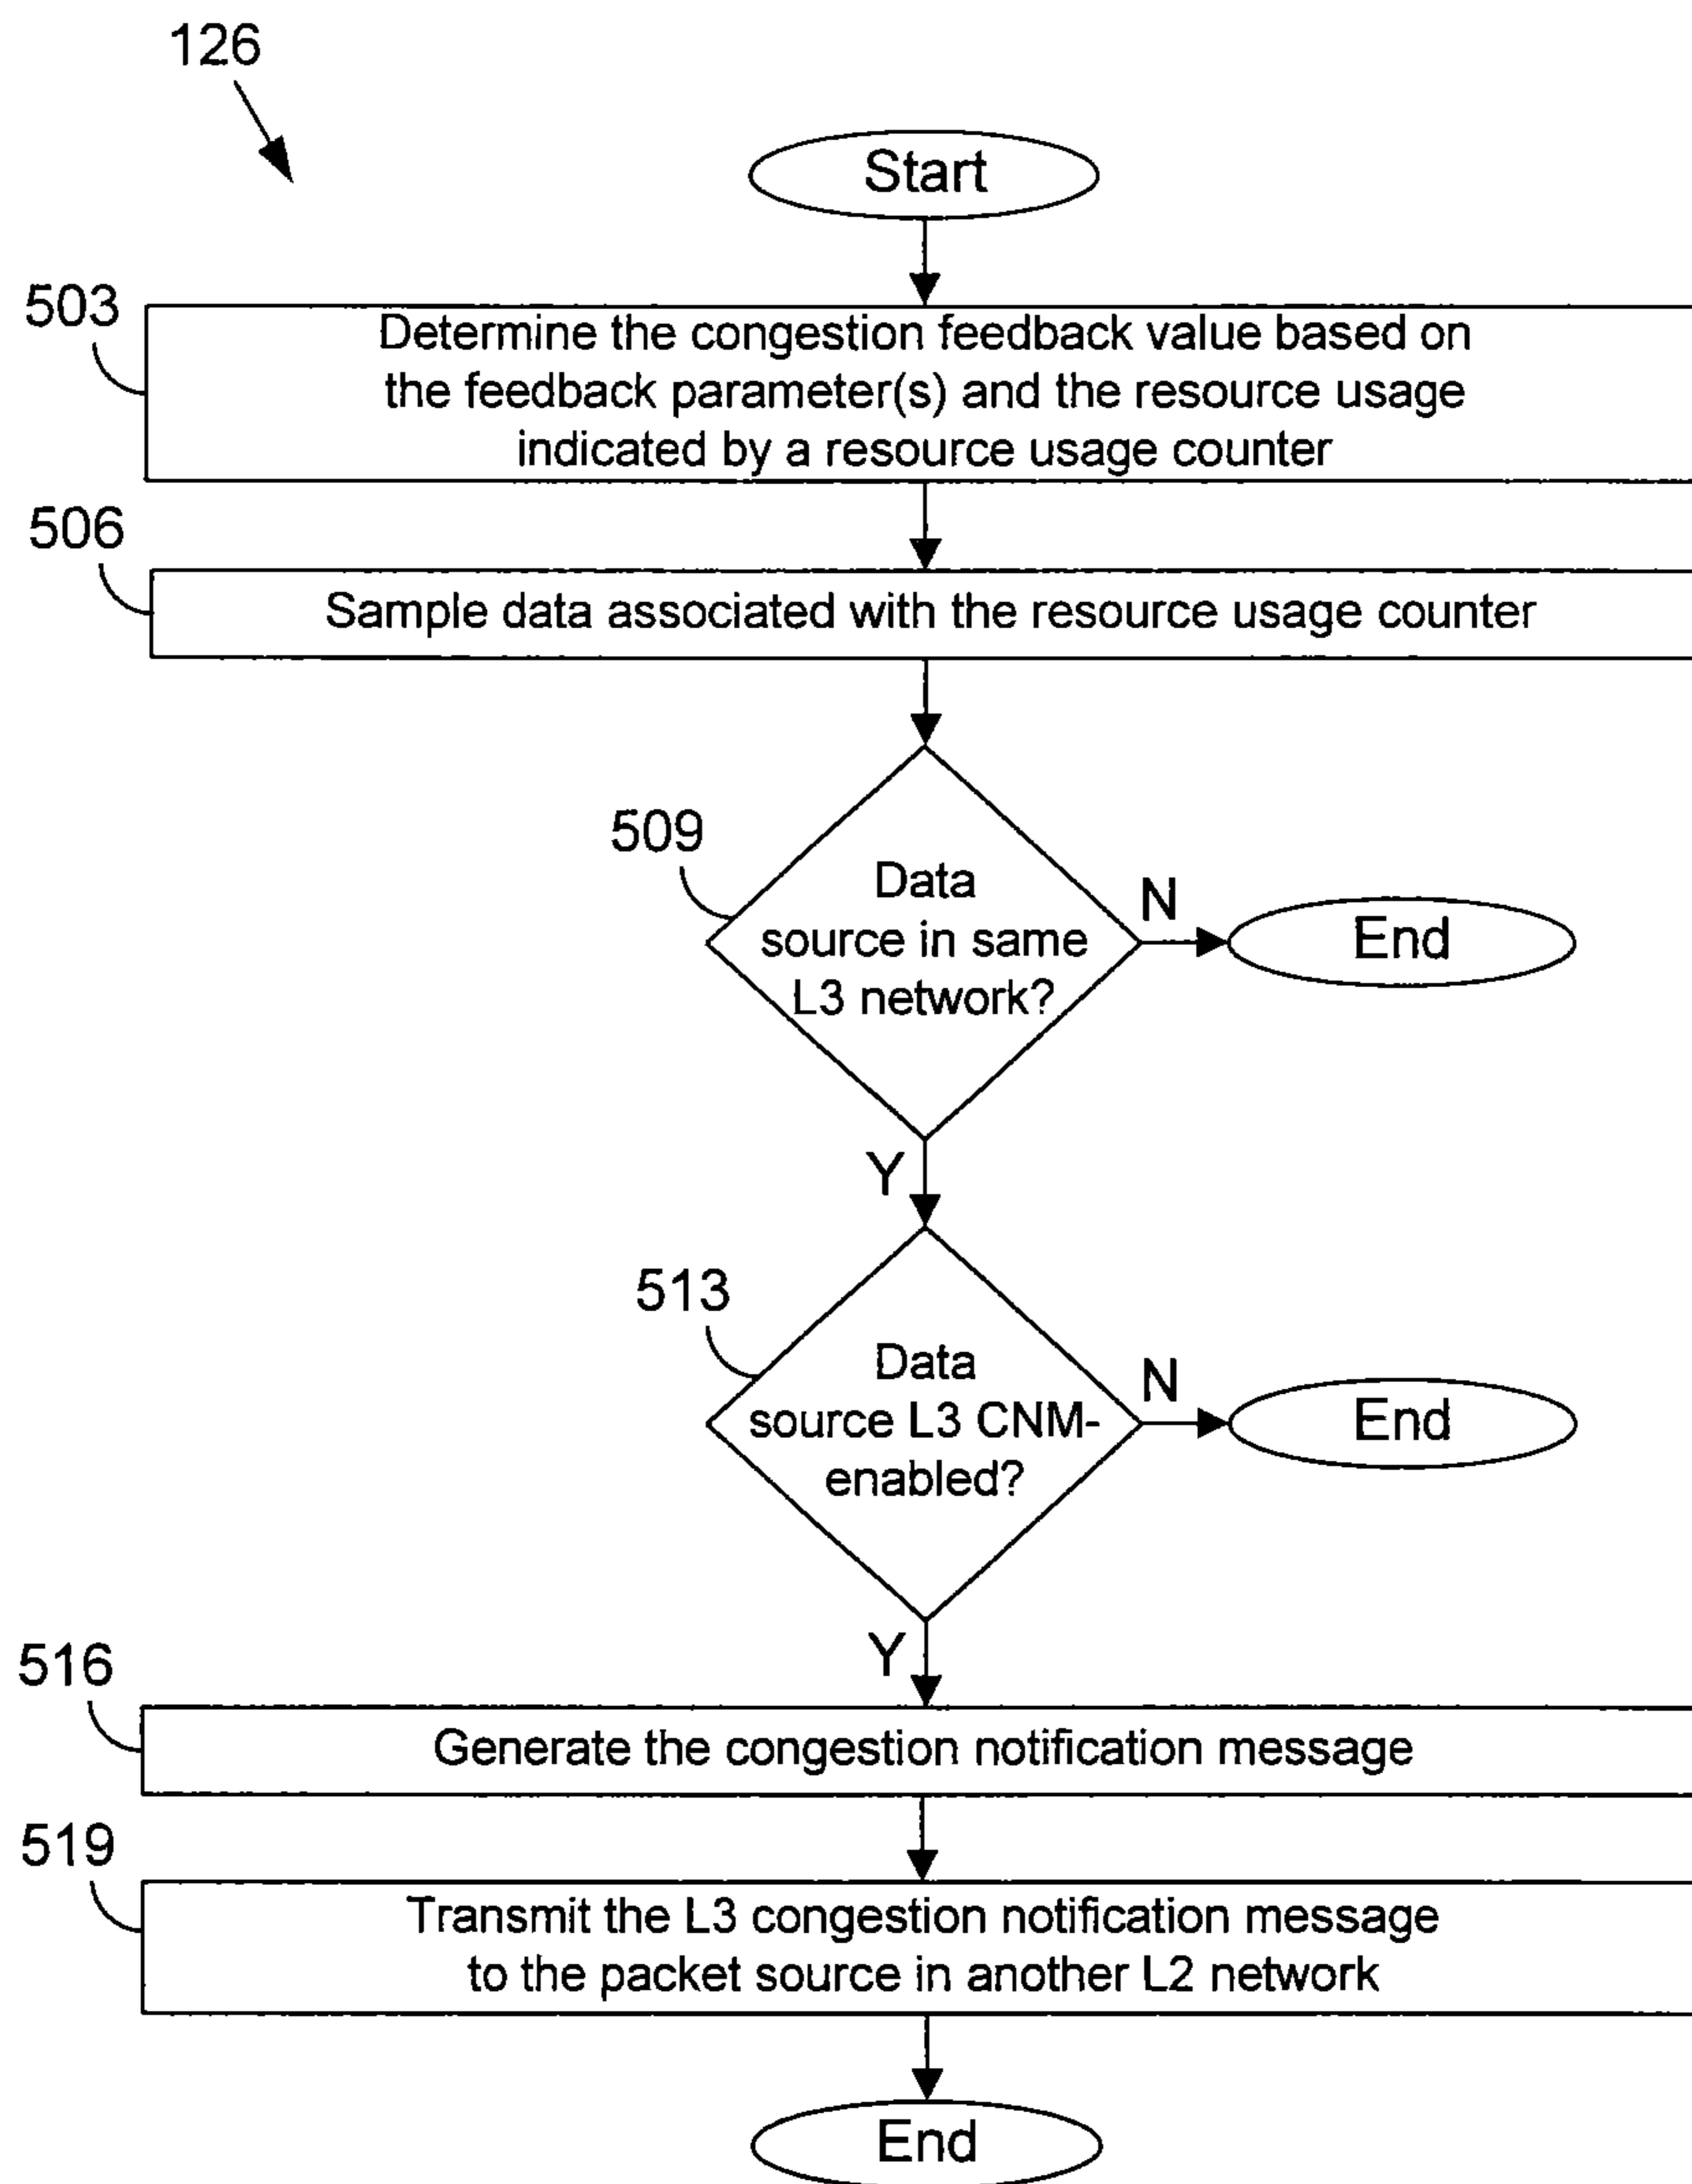 126
Start
503
Determine the congestion feedback value based on
the feedback parameter(s) and the resource usage
indicated by a resource usage counter
506
Sample data associated with the resource usage counter
509
Data
source in same
L3 network?
N
End
Y
513
Data
source L3 CNM-
enabled?
N
End
Y
516
Generate the congestion notification message
519
Transmit the L3 congestion notification message
to the packet source in another L2 network
End